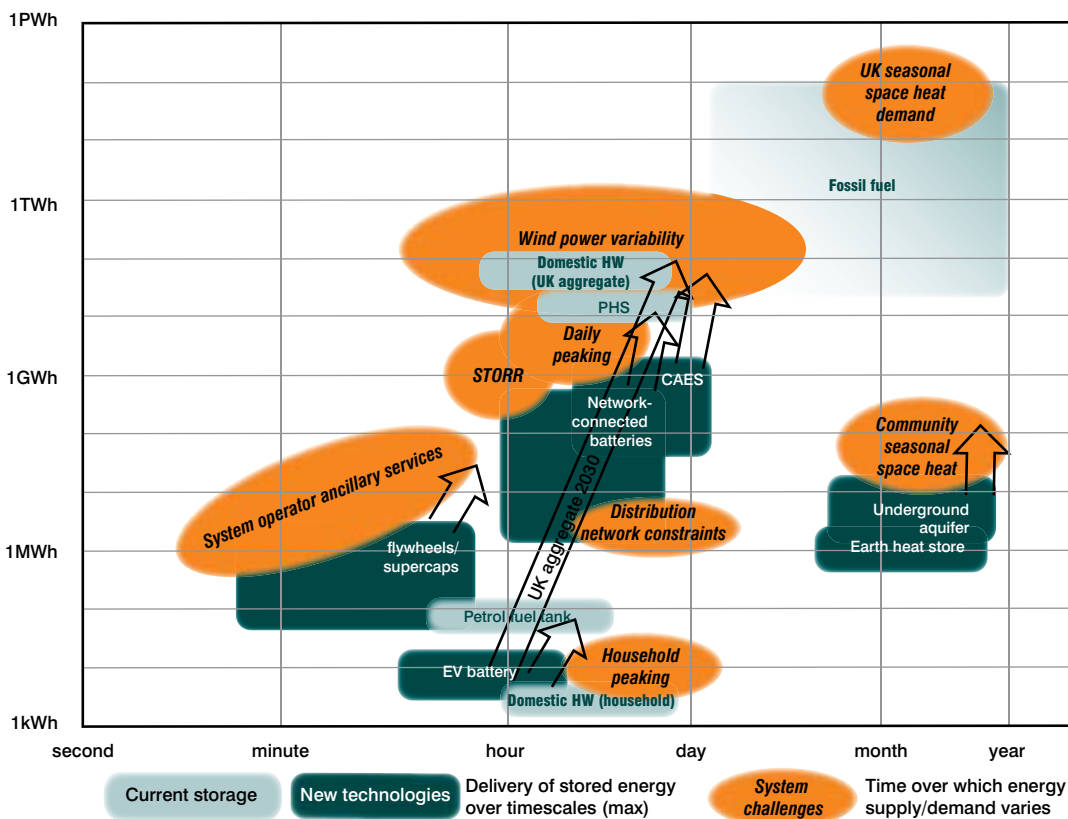 1PWh
UK seasonal
space heat
demand
Fossil fuel
1TWh
Wind power variability
Domestic HW
(UK aggregate)
PHS
Daily
peaking
STORR
1GWh
CAES
Network-
connected
batteries
Community
seasonal
space heat
System operator ancillary services
UK aggregate 2030
Distribution
network constraints
Underground
aquifer
Earth heat store
1MWh
flywheels/
supercaps
Petrol fuel tank
EV battery
Household
peaking
Domestic HW (household)
1kWh
second
minute
hour
day
month
year
Current storage
New technologies
Delivery of stored energy
over timescales (max)
System
challenges
Time over which energy
supply/demand varies